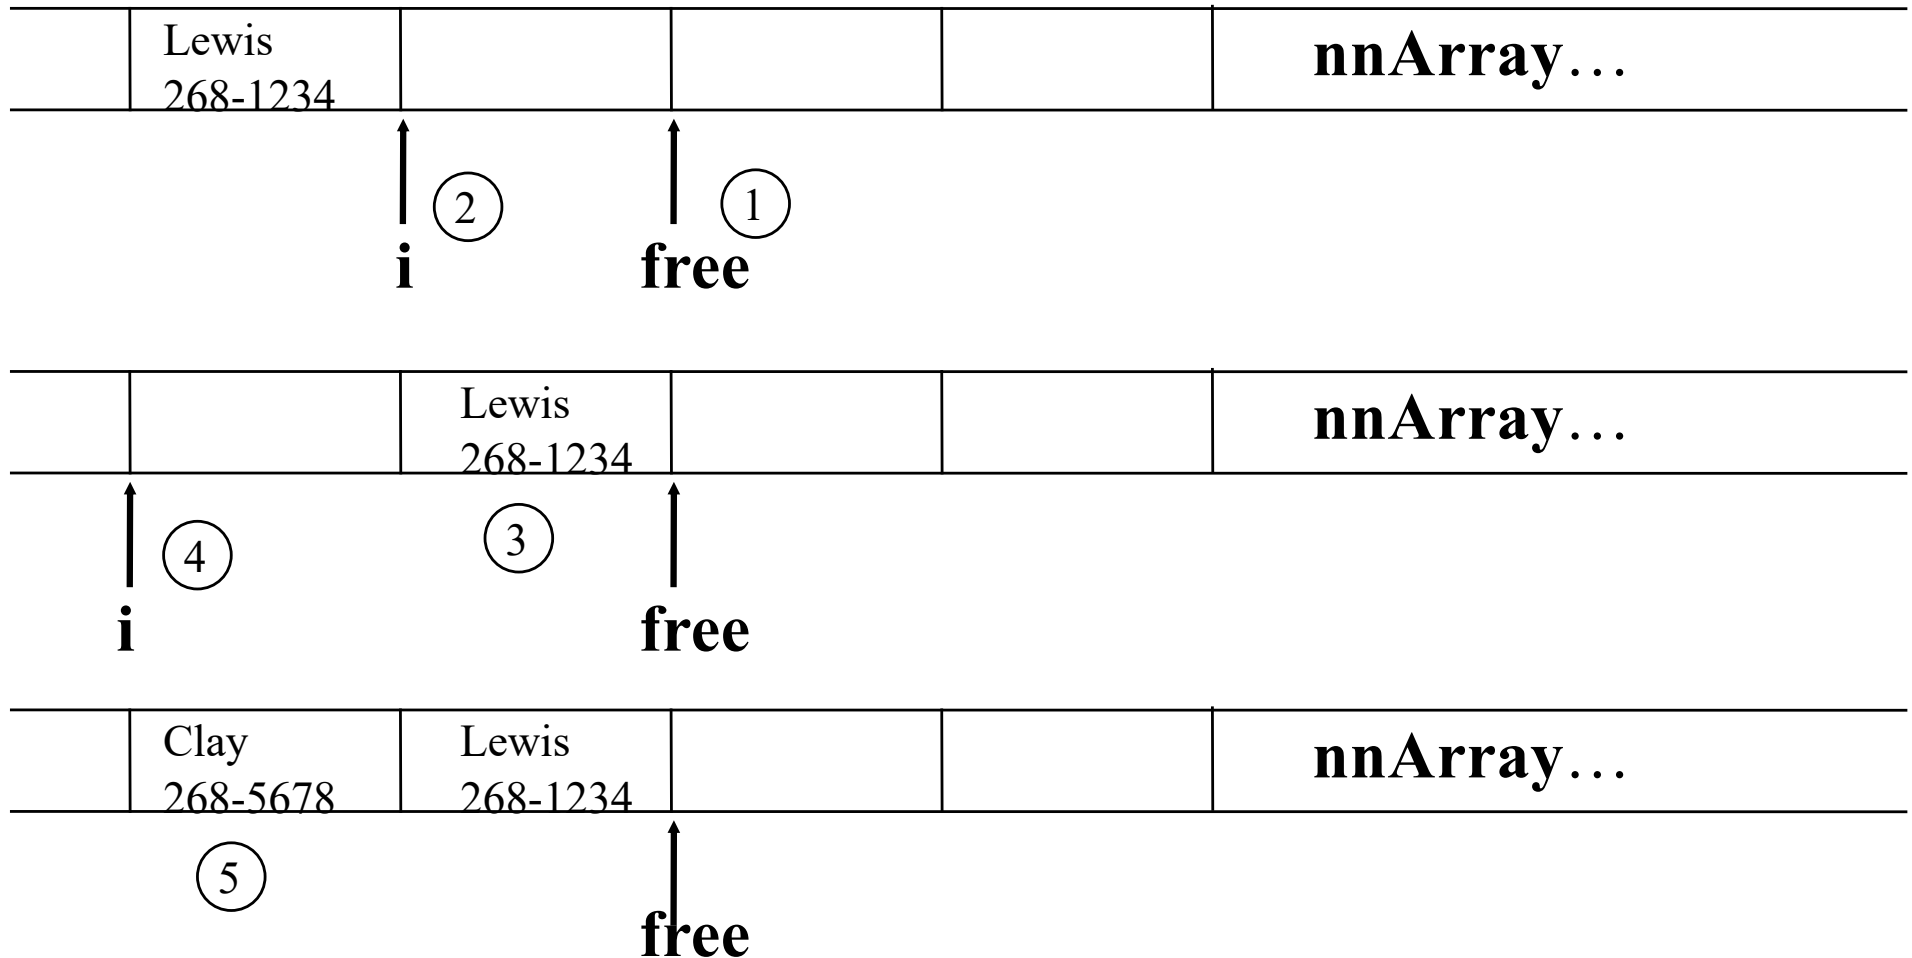 Lewis
268-1234
nnArray…
2
1
i
free
Lewis
268-1234
nnArray…
4
3
i
free
Clay
268-5678
Lewis
268-1234
nnArray…
5
free